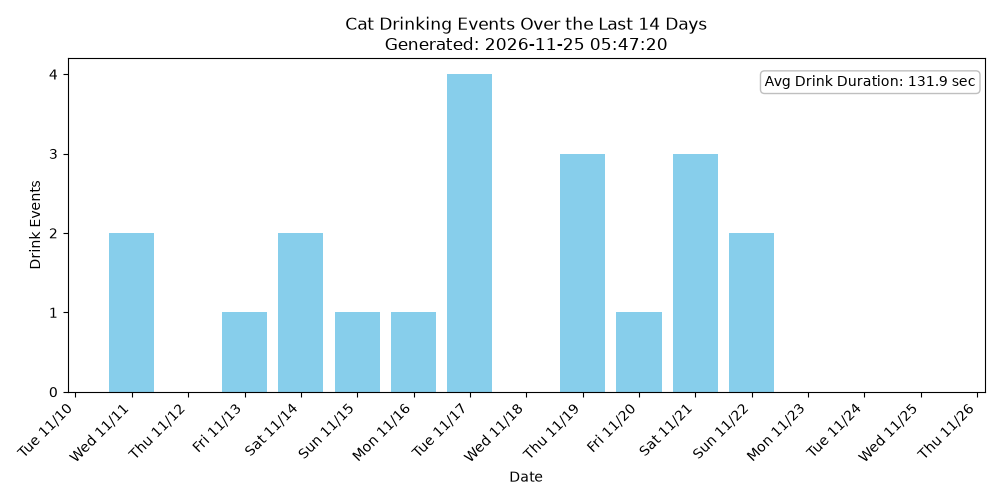 Cat Drinking Events Over the Last 14 Days
Generated: 2026-11-25 05:47:20
Avg Drink Duration: 131.9 sec
Drink Events
4
3
2
1
0
Tue 11/10
Wed 11/11
Thu 11/12
Fri 11/13
Sat 11/14
Sun 11/15
Mon 11/16
Tue 11/17
Wed 11/18
Thu 11/19
Fri 11/20
Sat 11/21
Sun 11/22
Mon 11/23
Tue 11/24
Wed 11/25
Thu 11/26
Date